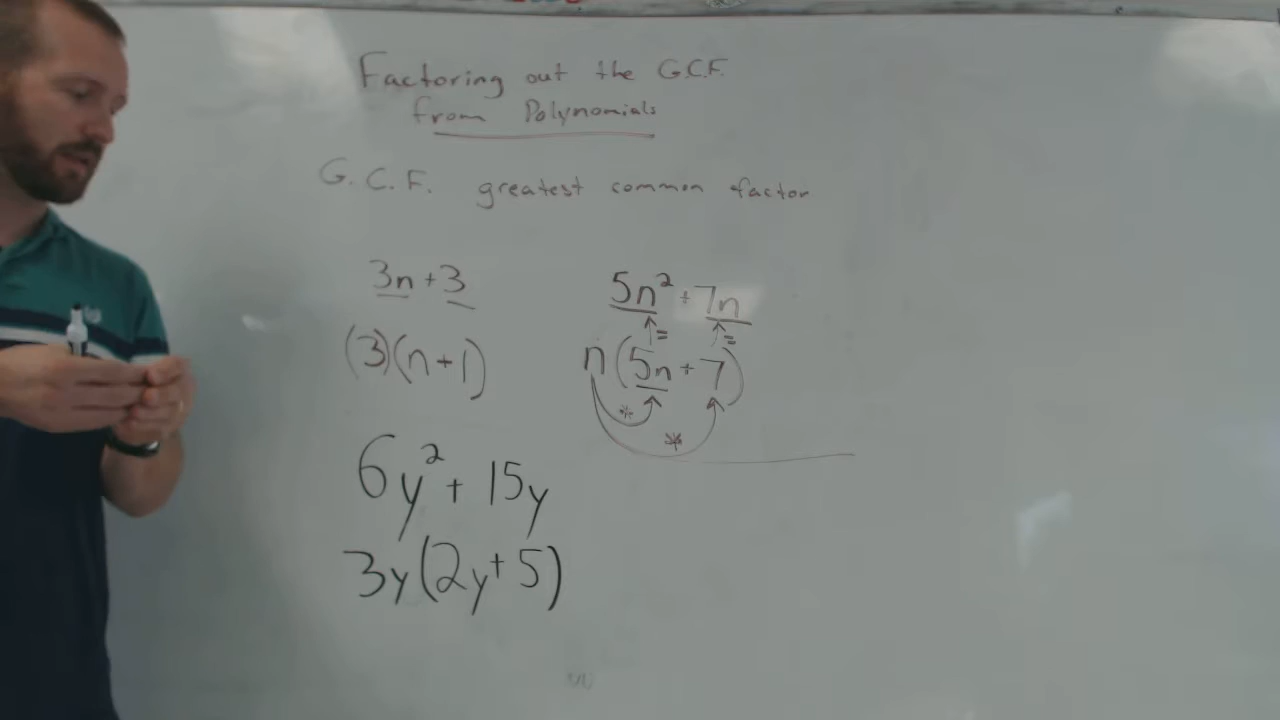 Factoring out the G.C.F.
from Polynomials
G.C.F. greatest common factor
3n + 3
(3)(n + 1)
5n² + 7n
= =
n(5n + 7)
* *
6y² + 15y
3y(2y + 5)